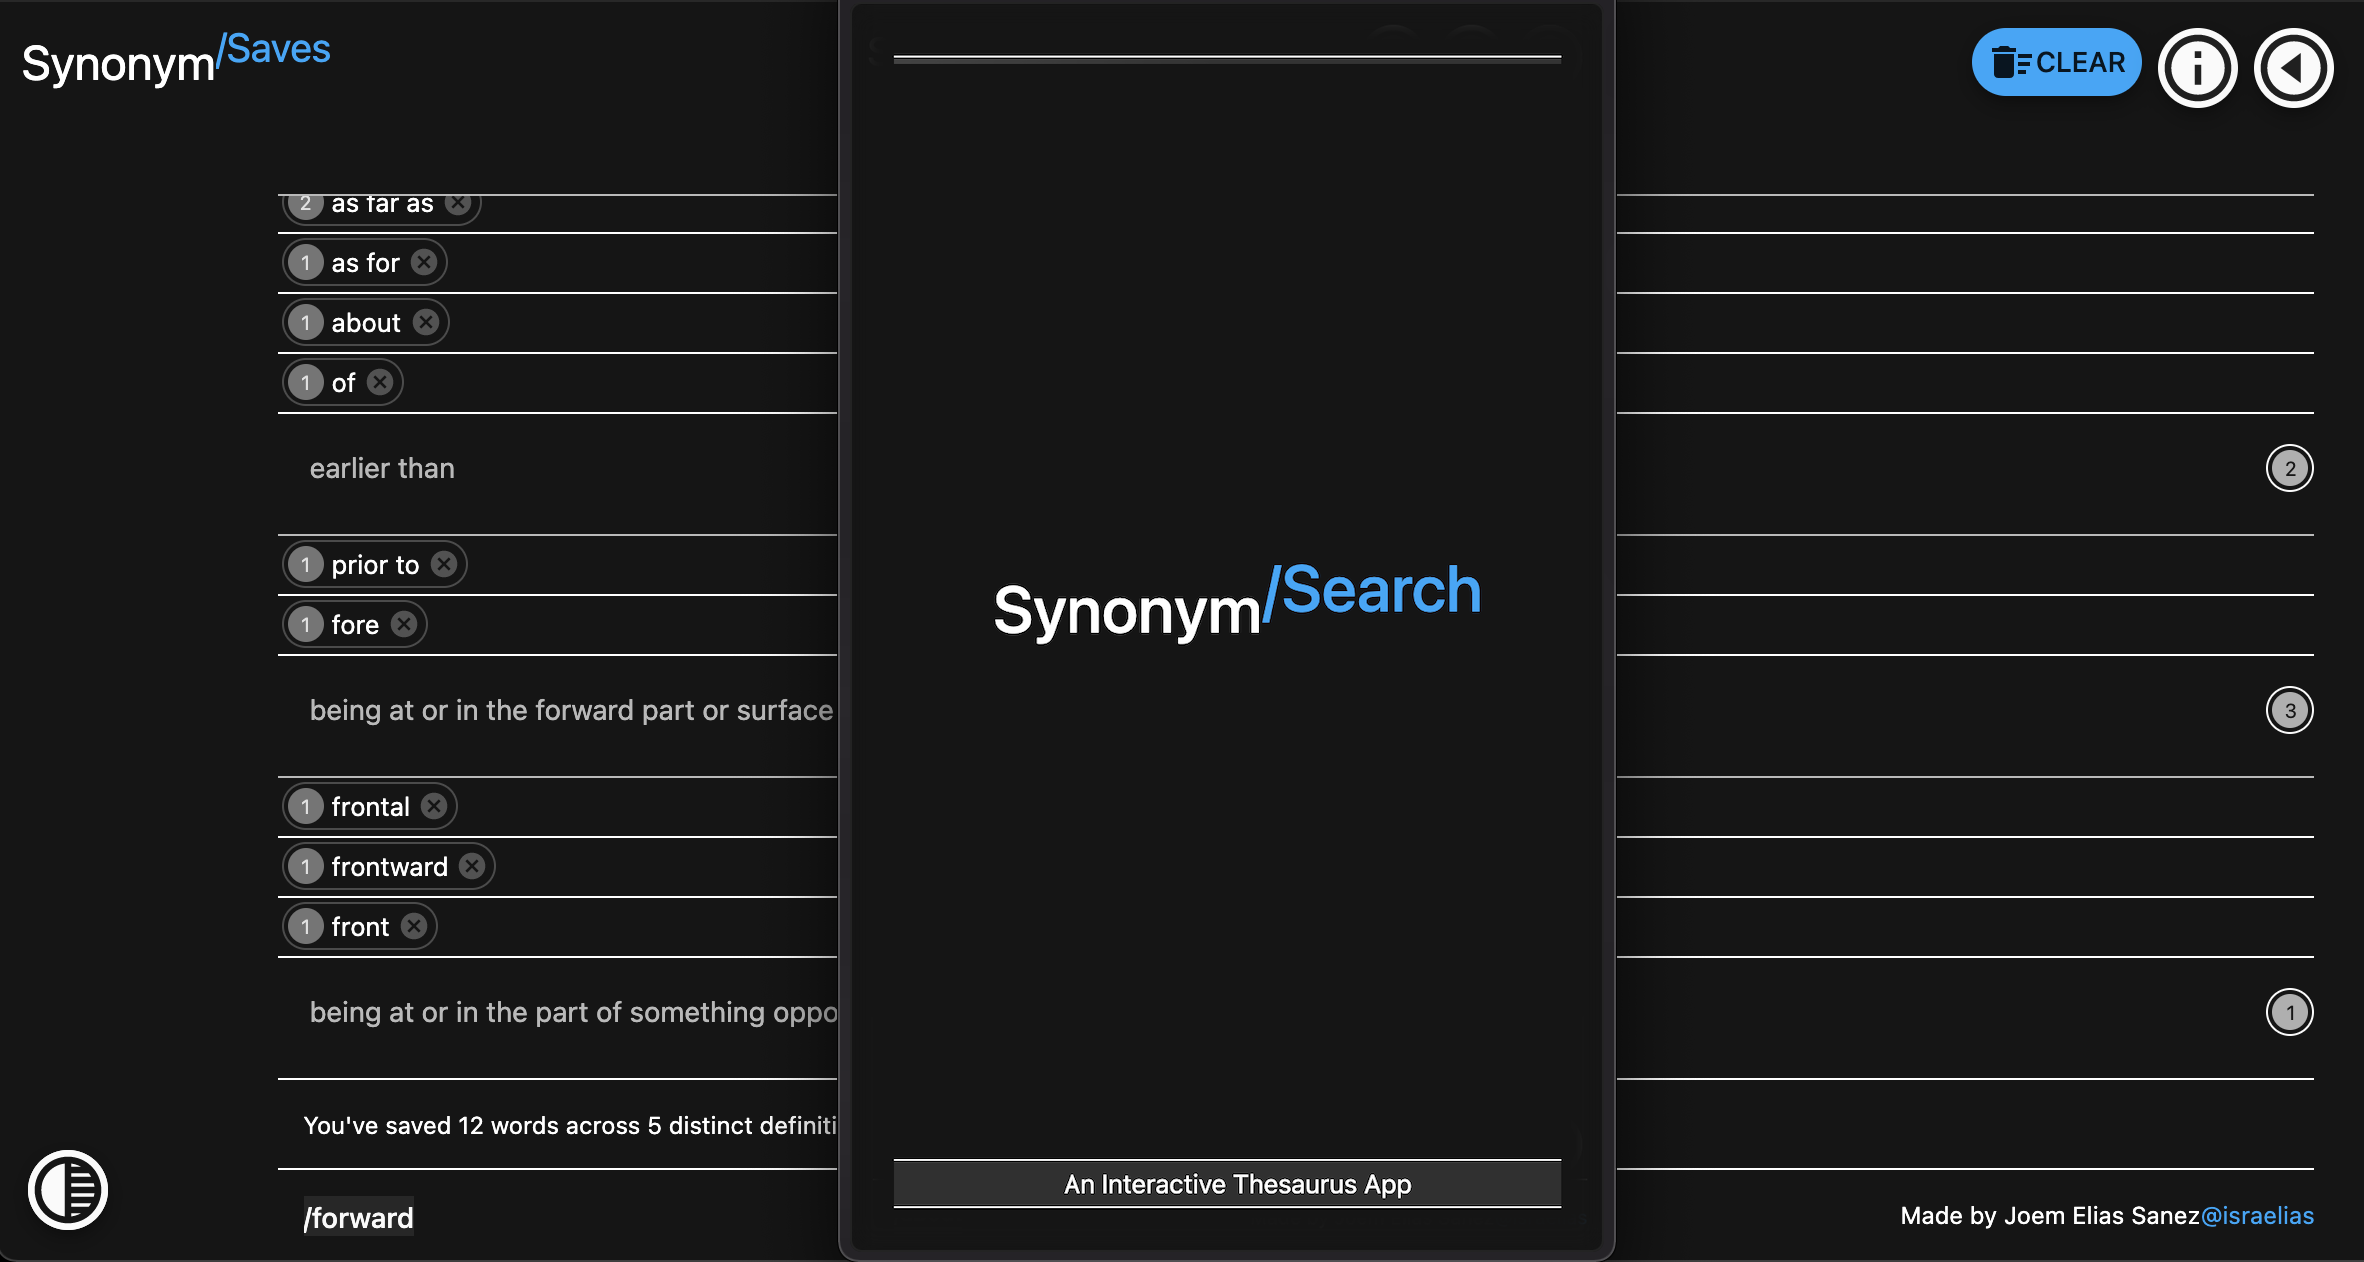 Synonym/Saves
CLEAR
2 as far as
1 as for
1 about
1 of
earlier than
2
1 prior to
1 fore
being at or in the forward part or surface
3
1 frontal
1 frontward
1 front
being at or in the part of something oppo
1
You've saved 12 words across 5 distinct definiti
/forward
Synonym/Search
An Interactive Thesaurus App
Made by Joem Elias Sanez@israelias